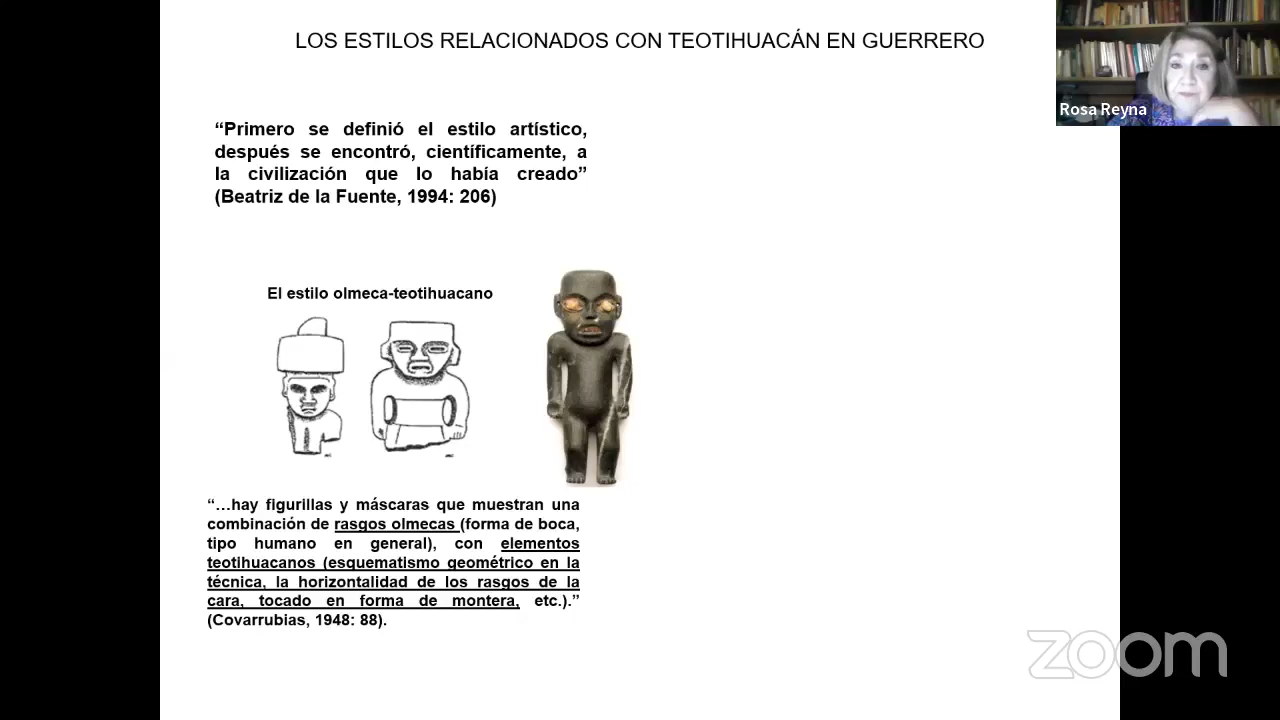 LOS ESTILOS RELACIONADOS CON TEOTIHUACÁN EN GUERRERO
Rosa Reyna
“Primero se definió el estilo artístico,
después se encontró, científicamente, a
la civilización que lo había creado”
(Beatriz de la Fuente, 1994: 206)
El estilo olmeca-teotihuacano
“…hay figurillas y máscaras que muestran una
combinación de rasgos olmecas (forma de boca,
tipo humano en general), con elementos
teotihuacanos (esquematismo geométrico en la
técnica, la horizontalidad de los rasgos de la
cara, tocado en forma de montera, etc.).”
(Covarrubias, 1948: 88).
zoom